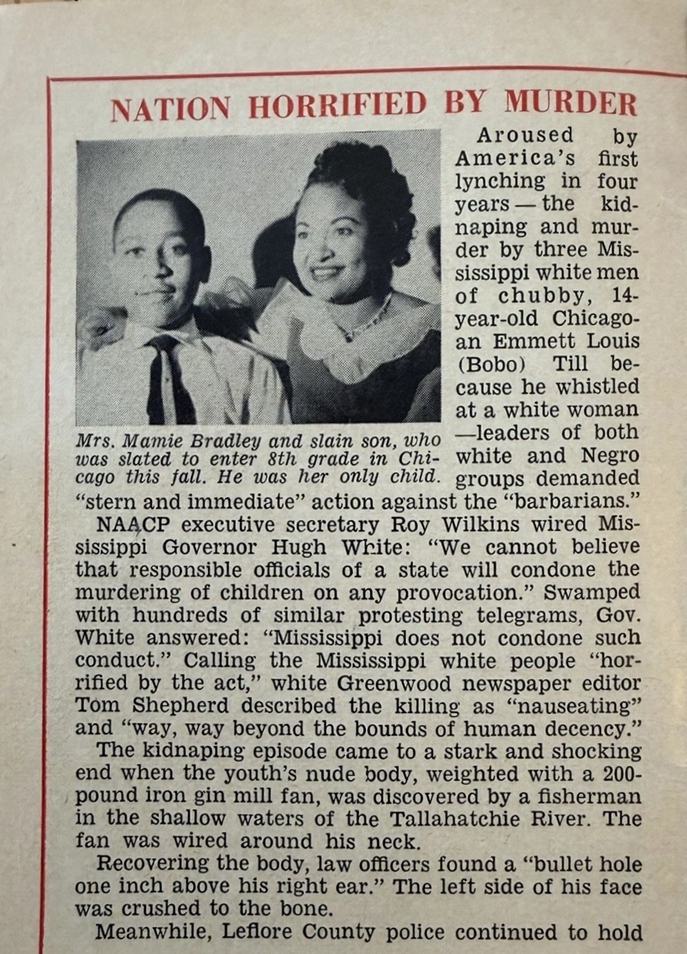 NATION HORRIFIED BY MURDER
Aroused by
America's first
lynching in four
years — the kid-
naping and mur-
der by three Mis-
sissippi white men
of chubby, 14-
year-old Chicago-
an Emmett Louis
(Bobo) Till be-
cause he whistled
at a white woman
—leaders of both
white and Negro
groups demanded
"stern and immediate" action against the "barbarians."
Mrs. Mamie Bradley and slain son, who
was slated to enter 8th grade in Chi-
cago this fall. He was her only child.
NAACP executive secretary Roy Wilkins wired Mis-
sissippi Governor Hugh White: "We cannot believe
that responsible officials of a state will condone the
murdering of children on any provocation." Swamped
with hundreds of similar protesting telegrams, Gov.
White answered: "Mississippi does not condone such
conduct." Calling the Mississippi white people "hor-
rified by the act," white Greenwood newspaper editor
Tom Shepherd described the killing as "nauseating"
and "way, way beyond the bounds of human decency."
The kidnaping episode came to a stark and shocking
end when the youth's nude body, weighted with a 200-
pound iron gin mill fan, was discovered by a fisherman
in the shallow waters of the Tallahatchie River. The
fan was wired around his neck.
Recovering the body, law officers found a "bullet hole
one inch above his right ear." The left side of his face
was crushed to the bone.
Meanwhile, Leflore County police continued to hold